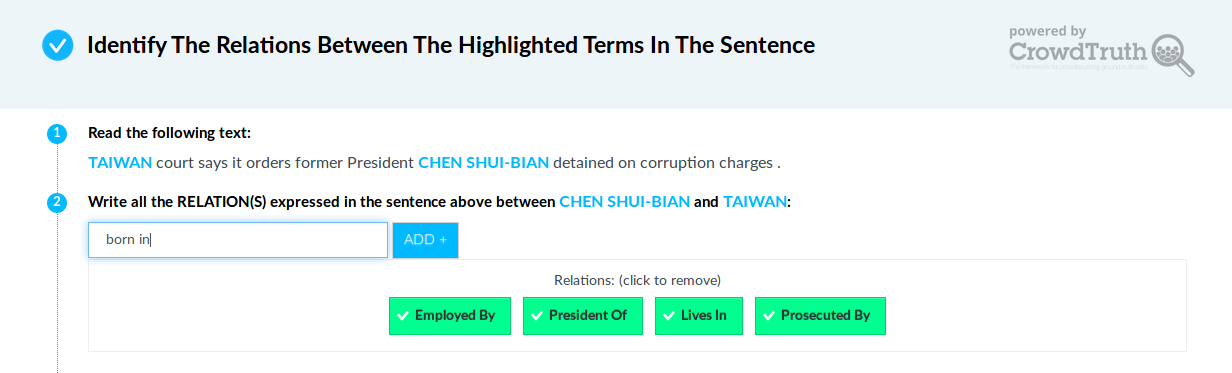 Identify The Relations Between The Highlighted Terms In The Sentence
powered by
CrowdTruth
1
Read the following text:
TAIWAN court says it orders former President CHEN SHUI-BIAN detained on corruption charges .
2
Write all the RELATION(S) expressed in the sentence above between CHEN SHUI-BIAN and TAIWAN:
born in
ADD +
Relations: (click to remove)
Employed By
President Of
Lives In
Prosecuted By